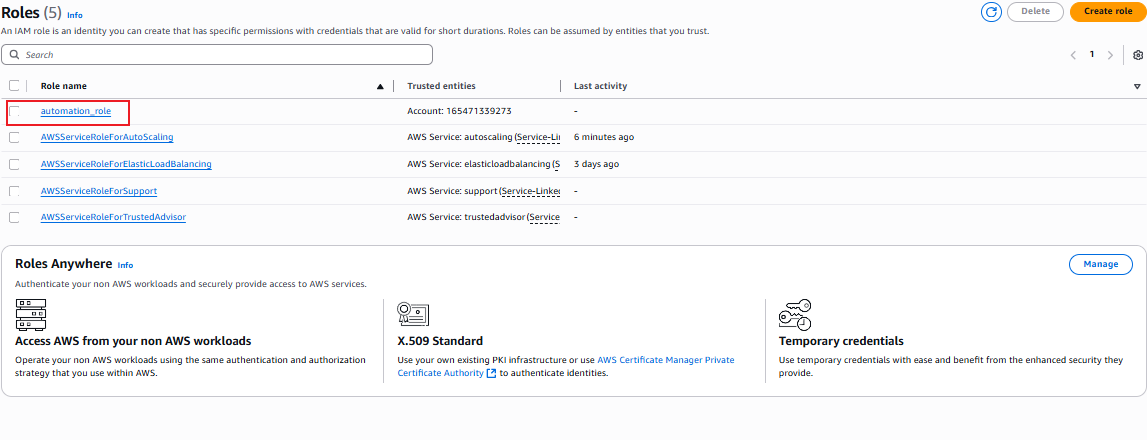 Roles (5) Info
Delete
Create role
An IAM role is an identity you can create that has specific permissions with credentials that are valid for short durations. Roles can be assumed by entities that you trust.
Search
1
Role name Trusted entities Last activity
automation_role Account: 165471339273 -
AWSServiceRoleForAutoScaling AWS Service: autoscaling (Service-Li 6 minutes ago
AWSServiceRoleForElasticLoadBalancing AWS Service: elasticloadbalancing (S 3 days ago
AWSServiceRoleForSupport AWS Service: support (Service-Linke -
AWSServiceRoleForTrustedAdvisor AWS Service: trustedadvisor (Service -
Roles Anywhere Info
Manage
Authenticate your non AWS workloads and securely provide access to AWS services.
Access AWS from your non AWS workloads
Operate your non AWS workloads using the same authentication and authorization
strategy that you use within AWS.
X.509 Standard
Use your own existing PKI infrastructure or use AWS Certificate Manager Private
Certificate Authority to authenticate identities.
Temporary credentials
Use temporary credentials with ease and benefit from the enhanced security they
provide.